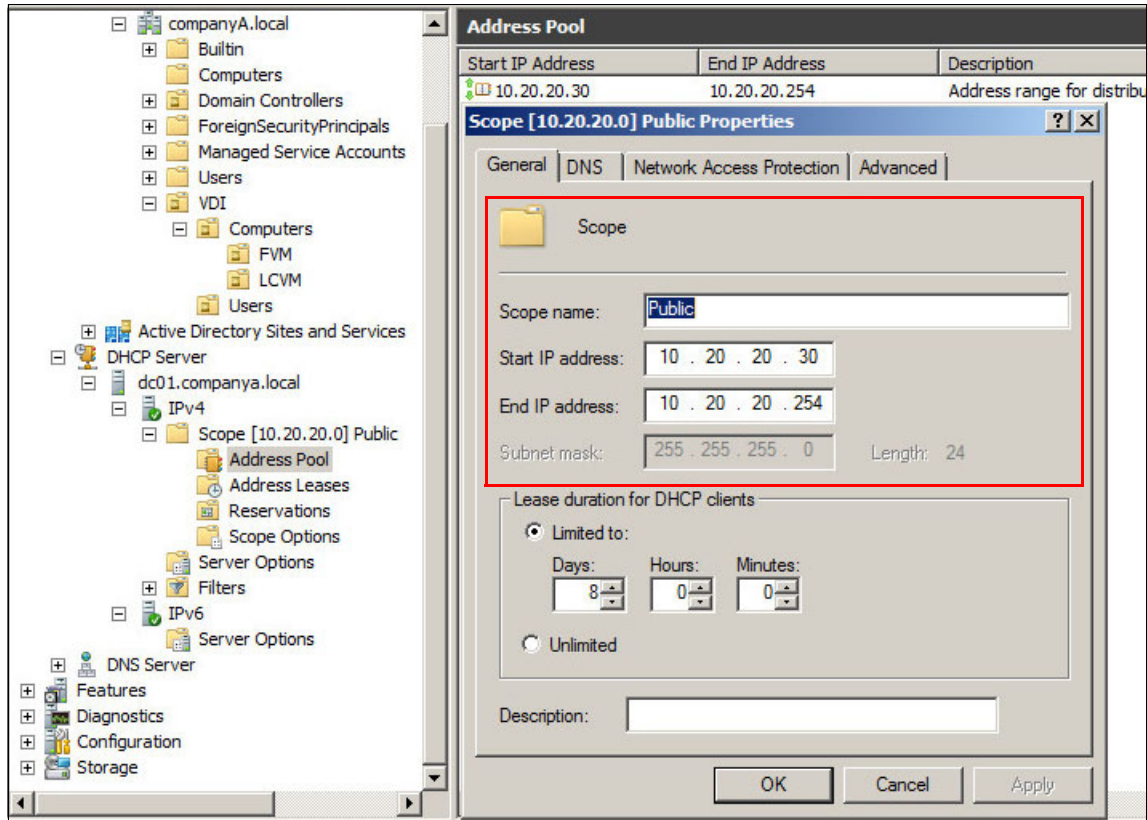 companyA.local
Builtin
Computers
Domain Controllers
ForeignSecurityPrincipals
Managed Service Accounts
Users
VDI
Computers
FVM
LCVM
Users
Active Directory Sites and Services
DHCP Server
dc01.companya.local
IPv4
Scope [10.20.20.0] Public
Address Pool
Address Leases
Reservations
Scope Options
Server Options
Filters
IPv6
Server Options
DNS Server
Features
Diagnostics
Configuration
Storage
Address Pool
Start IP Address End IP Address Description
10.20.20.30 10.20.20.254 Address range for distribu
Scope [10.20.20.0] Public Properties
General DNS Network Access Protection Advanced
Scope
Scope name: Public
Start IP address: 10 . 20 . 20 . 30
End IP address: 10 . 20 . 20 . 254
Subnet mask: 255 . 255 . 255 . 0 Length: 24
Lease duration for DHCP clients
Limited to:
Days: Hours: Minutes:
8 0 0
Unlimited
Description:
OK Cancel Apply